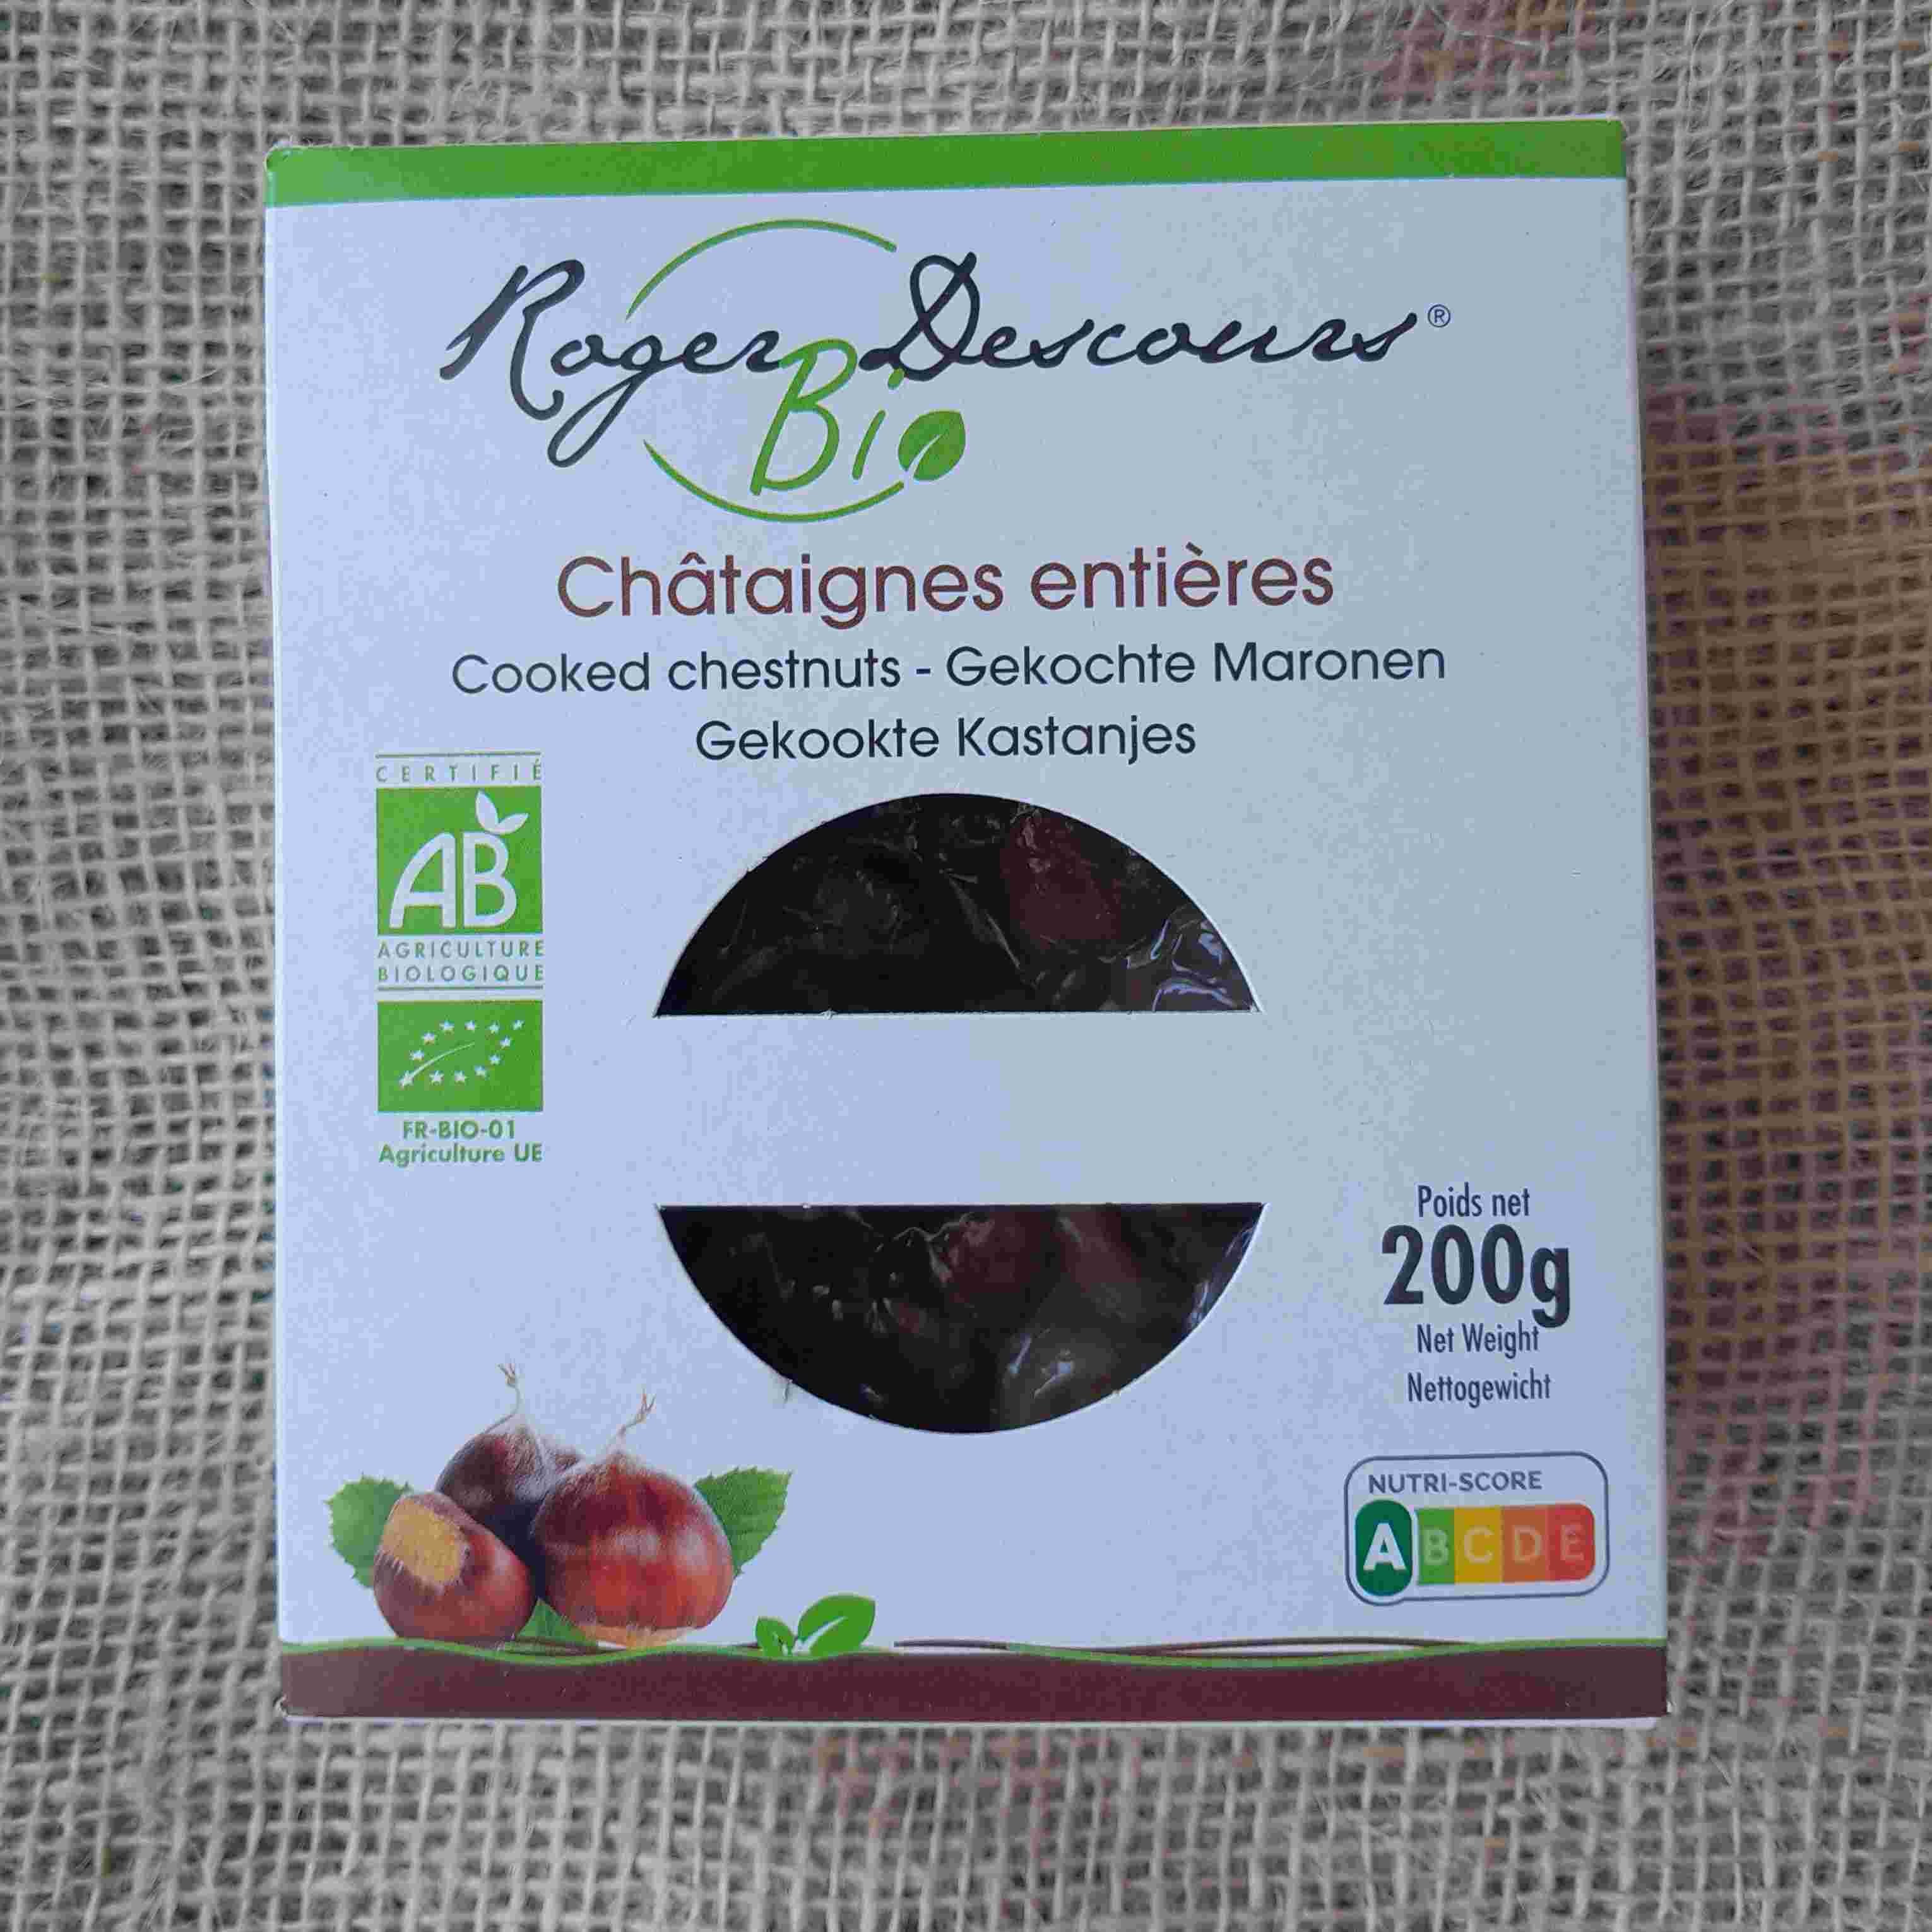 Roger Descours®
Bio
Châtaignes entières
Cooked chestnuts - Gekochte Maronen
Gekookte Kastanjes
CERTIFIÉ
AB
AGRICULTURE
BIOLOGIQUE
FR-BIO-01
Agriculture UE
Poids net
200g
Net Weight
Nettogewicht
NUTRI-SCORE
A B C D E